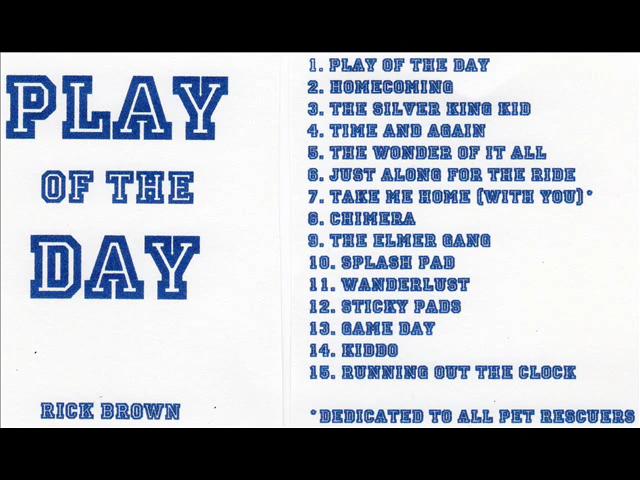 PLAY
OF THE
DAY
RICK BROWN
1. PLAY OF THE DAY
2. HOMECOMING
3. THE SILVER KING KID
4. TIME AND AGAIN
5. THE WONDER OF IT ALL
6. JUST ALONG FOR THE RIDE
7. TAKE ME HOME (WITH YOU)*
8. CHIMERA
9. THE ELMER GANG
10. SPLASH PAD
11. WANDERLUST
12. STICKY PADS
13. GAME DAY
14. KIDDO
15. RUNNING OUT THE CLOCK
*DEDICATED TO ALL PET RESCUERS